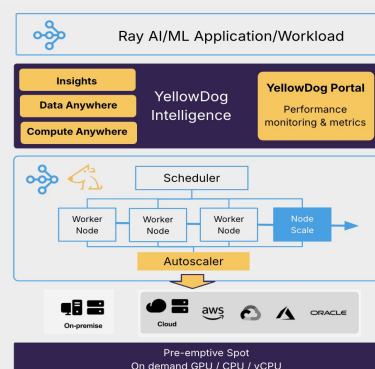 Ray AI/ML Application/Workload
Insights
Data Anywhere
Compute Anywhere
YellowDog
Intelligence
YellowDog Portal
Performance
monitoring & metrics
Scheduler
Worker
Node
Worker
Node
Worker
Node
Node
Scale
Autoscaler
On-premise
Cloud
aws
ORACLE
Pre-emptive Spot
On demand GPU / CPU / vCPU